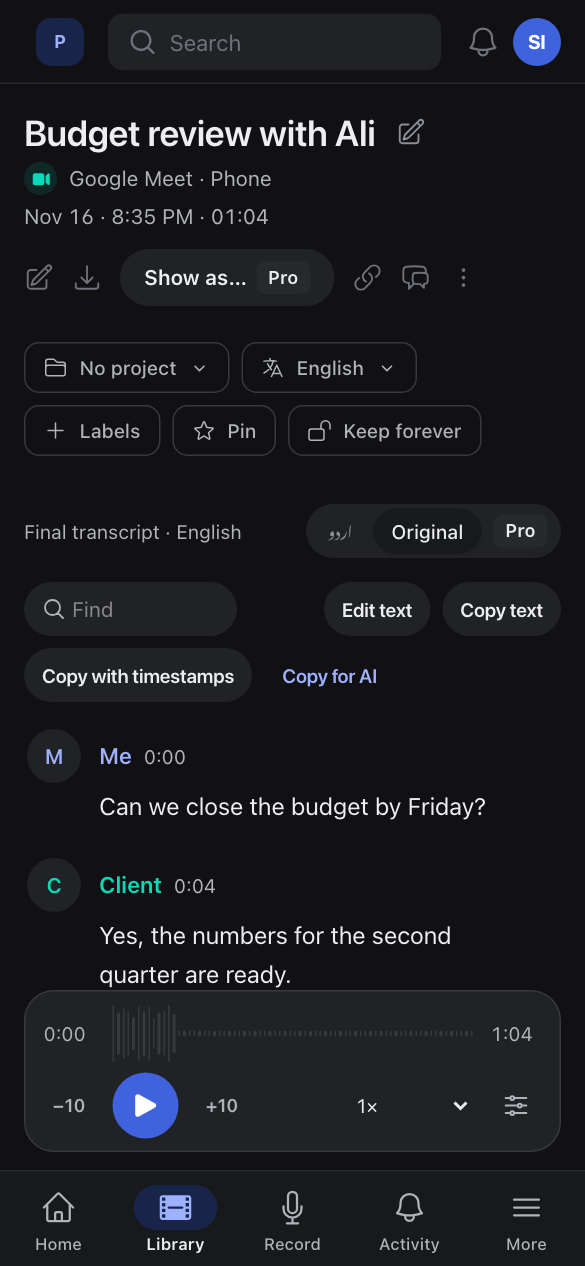 P
Search
SI
Budget review with Ali
Google Meet · Phone
Nov 16 · 8:35 PM · 01:04
Show as... Pro
No project
English
Labels
Pin
Keep forever
Final transcript · English
اردو
Original
Pro
Find
Edit text
Copy text
Copy with timestamps
Copy for AI
M
Me 0:00
Can we close the budget by Friday?
C
Client 0:04
Yes, the numbers for the second
quarter are ready.
0:00
1:04
−10
+10
1×
Home
Library
Record
Activity
More